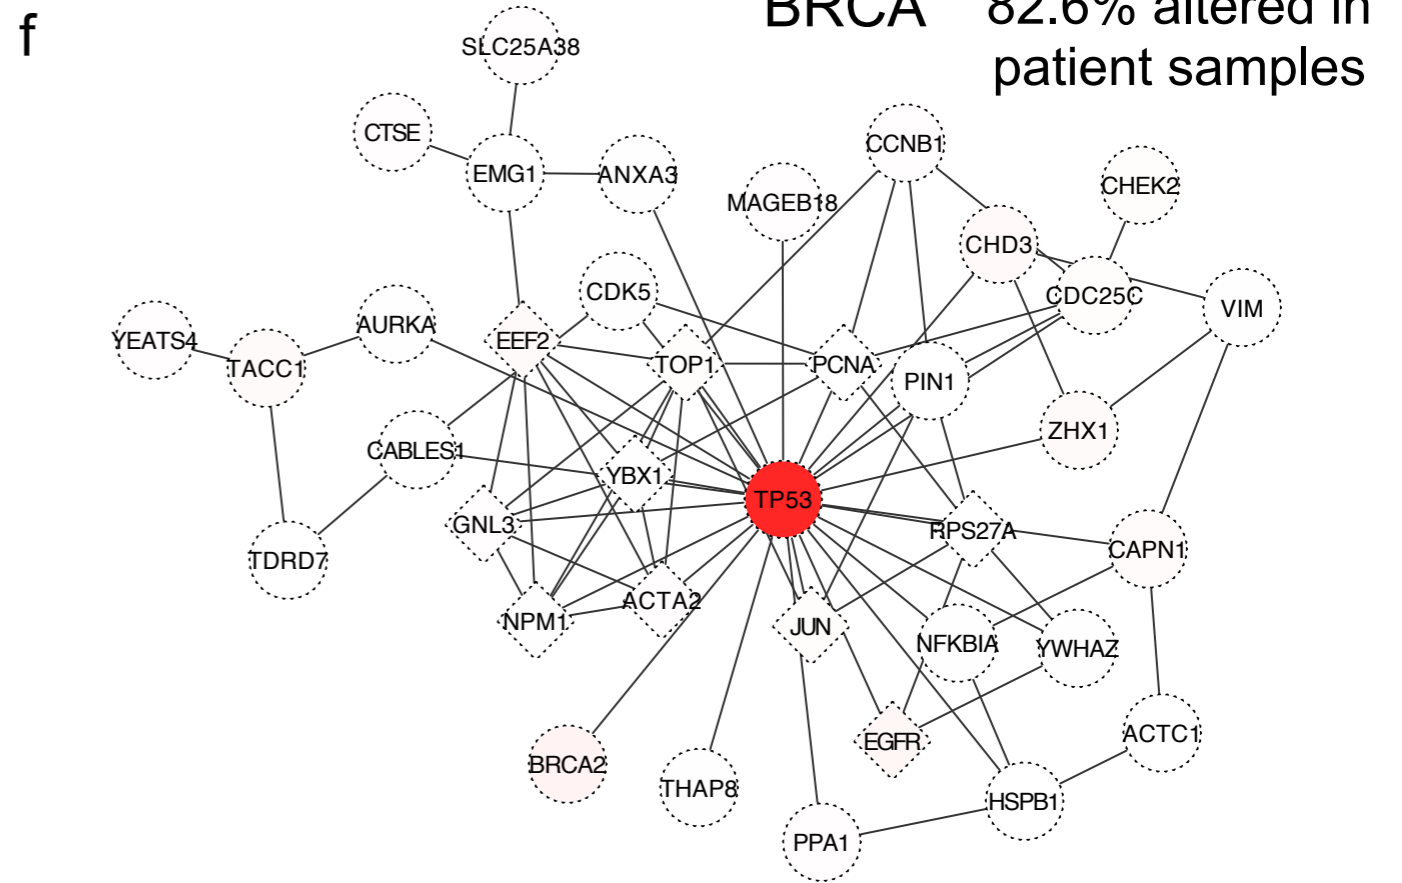 f
BRCA 82.6% altered in
patient samples
SLC25A38
CTSE
CCNB1
EMG1
ANXA3
CHEK2
MAGEB18
CHD3
CDK5
CDC25C
VIM
AURKA
YEATS4
EEF2
TACC1
TOP1
PCNA
PIN1
ZHX1
CABLES1
YBX1
TP53
GNL3
RPS27A
CAPN1
TDRD7
ACTA2
NPM1
JUN
NFKBIA
YWHAZ
ACTC1
EGFR
BRCA2
THAP8
HSPB1
PPA1